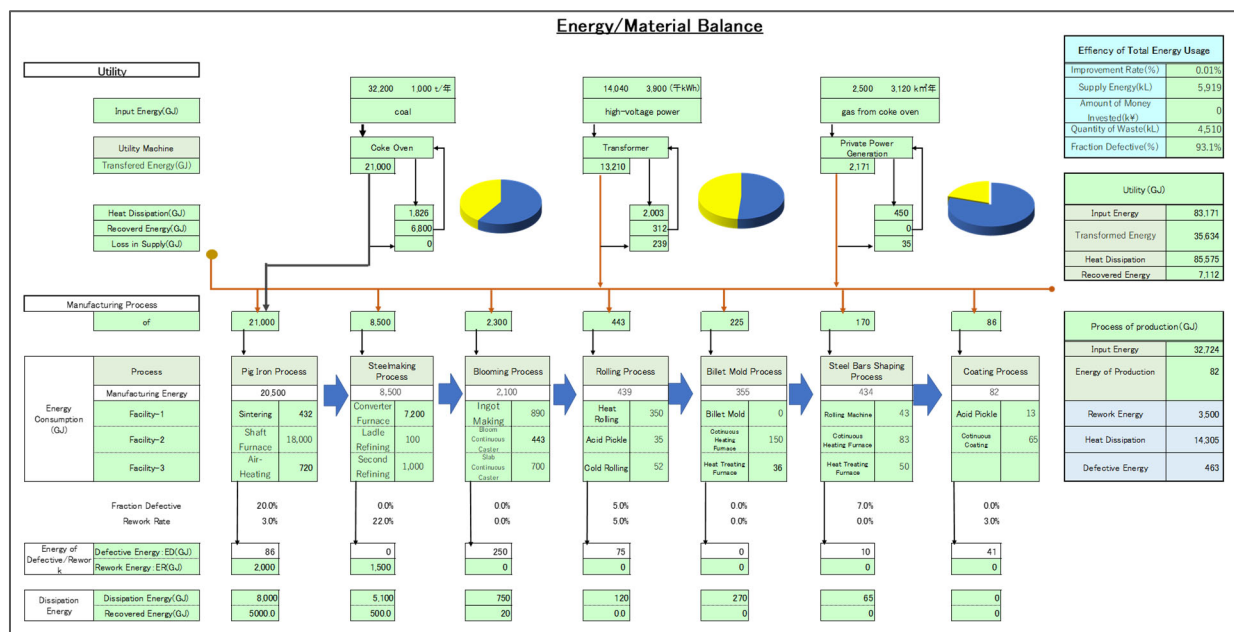 Energy/Material Balance
Utility
Input Energy(GJ)
32,200 1,000 t/年
coal
14,040 3,900 (千kWh)
high-voltage power
2,500 3,120 k㎥年
gas from coke oven
Utility Machine
Transfered Energy(GJ)
Coke Oven
21,000
Transformer
13,210
Private Power
Generation
2,171
Heat Dissipation(GJ)
1,826
2,003
450
Recoverd Energy(GJ)
6,800
312
0
Loss in Supply(GJ)
0
239
35
Effiency of Total Energy Usage
Improvement Rate(%) 0.01%
Supply Energy(kL) 5,919
Amount of Money
Invested(k¥) 0
Quantity of Waste(kL) 4,510
Fraction Defective(%) 93.1%
Utility(GJ)
Input Energy 83,171
Transformed Energy 35,634
Heat Dissipation 85,575
Recovered Energy 7,112
Manufacturing Process
of
21,000
8,500
2,300
443
225
170
86
Energy
Consumption
(GJ)
Process
Manufacturing Energy
Facility-1
Facility-2
Facility-3
Pig Iron Process
20,500
Sintering 432
Shaft
Furnace 18,000
Air-
Heating 720
Steelmaking
Process
8,500
Converter
Furnace 7,200
Ladle
Refining 100
Second
Refining 1,000
Blooming Process
2,100
Ingot
Making 890
Bloom
Continuous
Caster 443
Slab
Continuous
Caster 700
Rolling Process
439
Heat
Rolling 350
Acid Pickle 35
Cold Rolling 52
Billet Mold Process
355
Billet Mold 0
Cotinuous
Heating
Furnace 150
Heat Treating
Furnace 36
Steel Bars Shaping
Process
434
Rolling Machine 43
Cotinuous
Heating Furnace 83
Heat Treating
Furnace 50
Coating Process
82
Acid Pickle 13
Cotinuous
Coating 65
Process of production(GJ)
Input Energy 32,724
Energy of Production 82
Rework Energy 3,500
Heat Dissipation 14,305
Defective Energy 463
Fraction Defective 20.0% 0.0% 0.0% 5.0% 0.0% 7.0% 0.0%
Rework Rate 3.0% 22.0% 0.0% 5.0% 0.0% 0.0% 3.0%
Energy of
Defective/Rewor
k
Defective Energy:ED(GJ) 86 0 250 75 0 10 41
Rework Energy:ER(GJ) 2,000 1,500 0 0 0 0 0
Dissipation
Energy
Dissipation Energy(GJ) 8,000 5,100 750 120 270 65 0
Recovered Energy(GJ) 5000.0 500.0 20 0.0 0 0 0